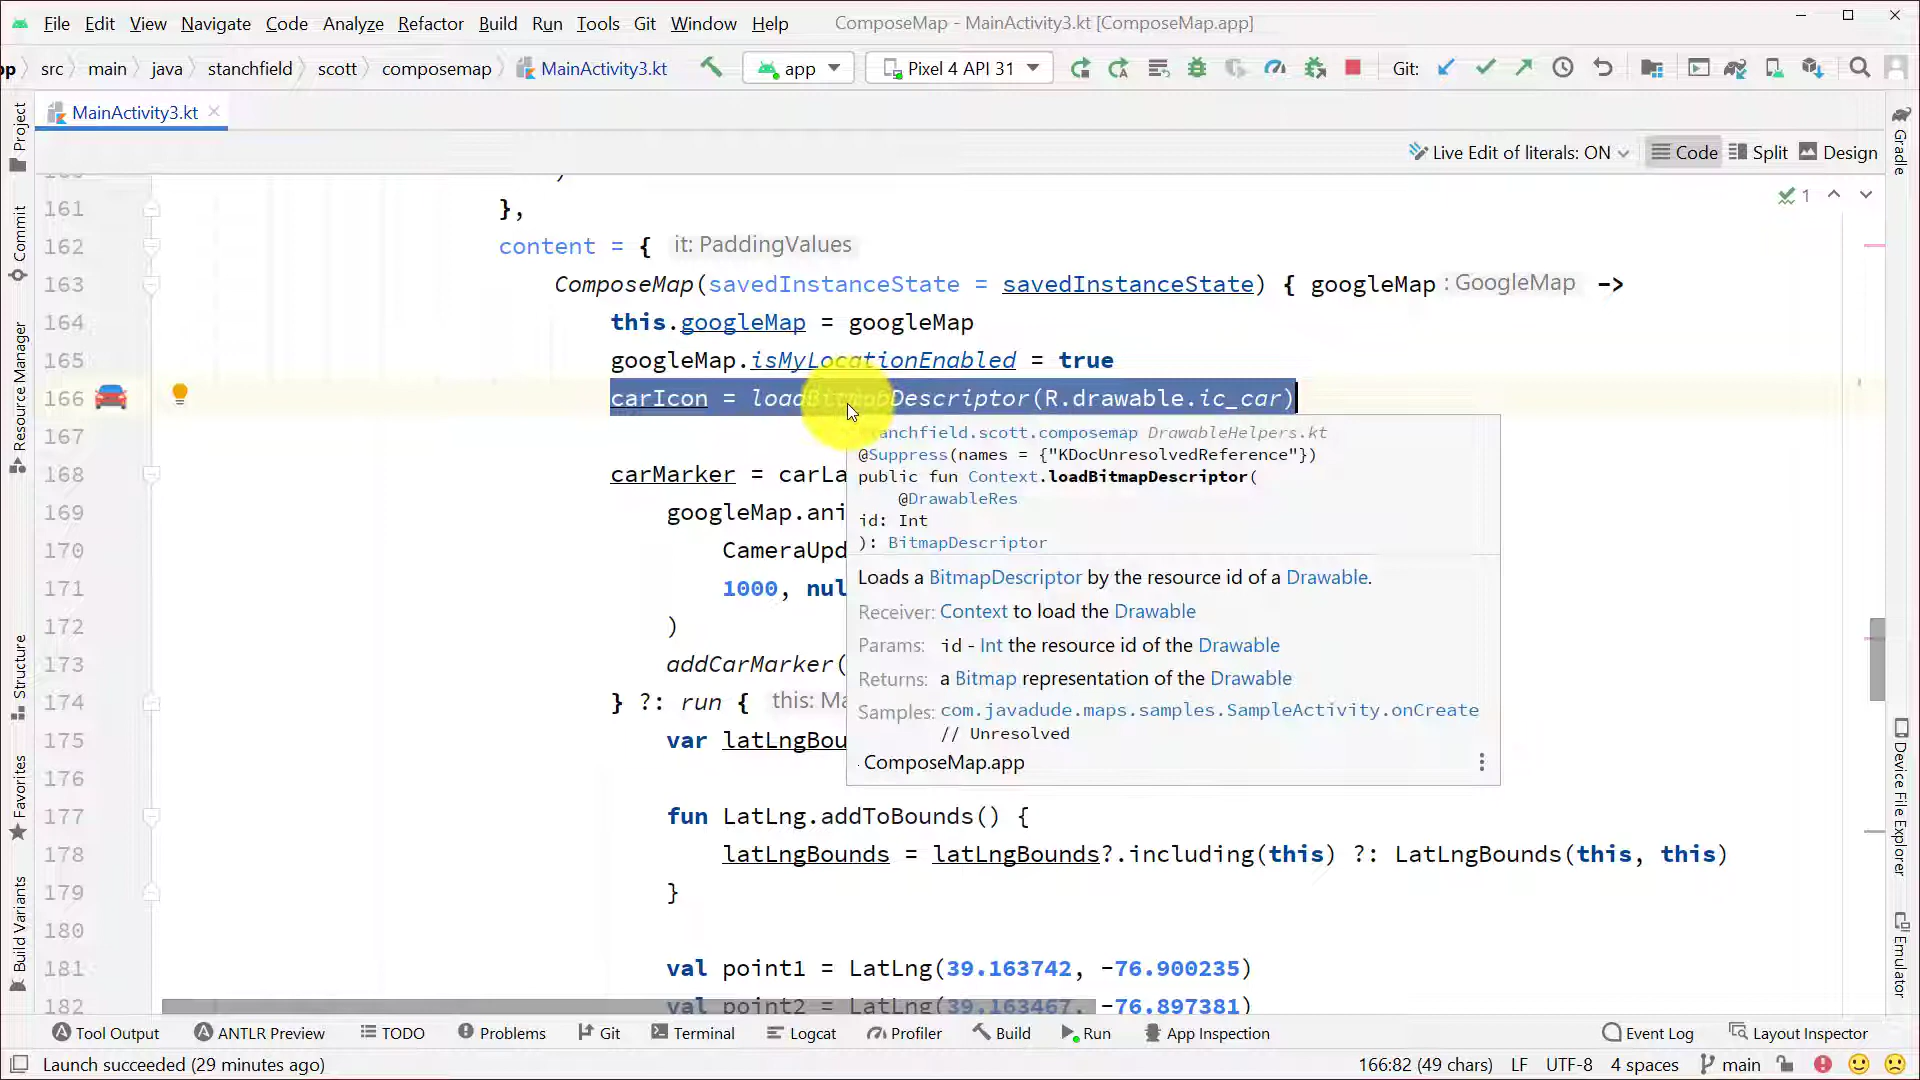 File Edit View Navigate Code Analyze Refactor Build Run Tools Git Window Help ComposeMap - MainActivity3.kt [ComposeMap.app]
src main java stanchfield scott composemap MainActivity3.kt app Pixel 4 API 31 Git:
MainActivity3.kt
Live Edit of literals: ON Code Split Design
161 },
162 content = { it: PaddingValues
163 ComposeMap(savedInstanceState = savedInstanceState) { googleMap : GoogleMap ->
164 this.googleMap = googleMap
165 googleMap.isMyLocationEnabled = true
166 carIcon = loadBitmapDescriptor(R.drawable.ic_car)
167
168 carMarker = carLa
169 googleMap.ani
170 CameraUpd
171 1000, nul
172 )
173 addCarMarker(
174 } ?: run { this: Ma
175 var latLngBou
176
177 fun LatLng.addToBounds() {
178 latLngBounds = latLngBounds?.including(this) ?: LatLngBounds(this, this)
179 }
180
181 val point1 = LatLng(39.163742, -76.900235)
182 val point2 = LatLng(39.163467, -76.897381)
1
anchfield.scott.composemap DrawableHelpers.kt
@Suppress(names = {"KDocUnresolvedReference"})
public fun Context.loadBitmapDescriptor(
@DrawableRes
id: Int
): BitmapDescriptor
Loads a BitmapDescriptor by the resource id of a Drawable.
Receiver: Context to load the Drawable
Params: id - Int the resource id of the Drawable
Returns: a Bitmap representation of the Drawable
Samples: com.javadude.maps.samples.SampleActivity.onCreate
// Unresolved
ComposeMap.app
Project
Commit
Resource Manager
Structure
Favorites
Build Variants
Gradle
Device File Explorer
Emulator
Tool Output ANTLR Preview TODO Problems Git Terminal Logcat Profiler Build Run App Inspection Event Log Layout Inspector
Launch succeeded (29 minutes ago) 166:82 (49 chars) LF UTF-8 4 spaces main